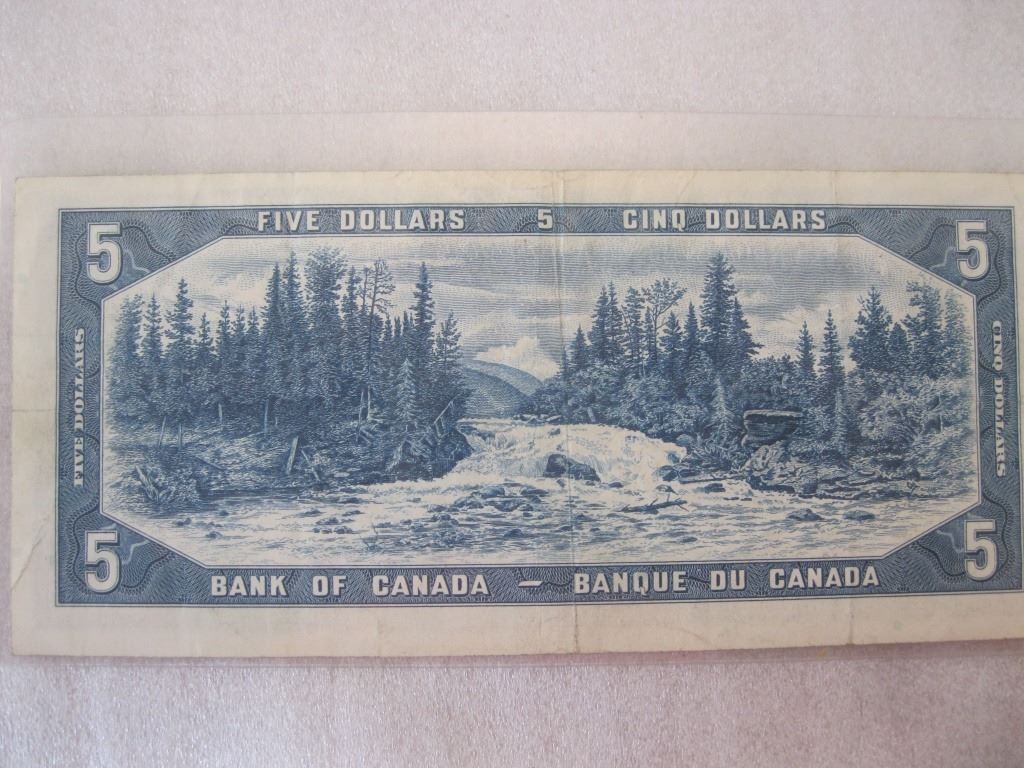 FIVE DOLLARS 5 CINQ DOLLARS
5 5
FIVE DOLLARS
CINQ DOLLARS
5 5
BANK OF CANADA – BANQUE DU CANADA